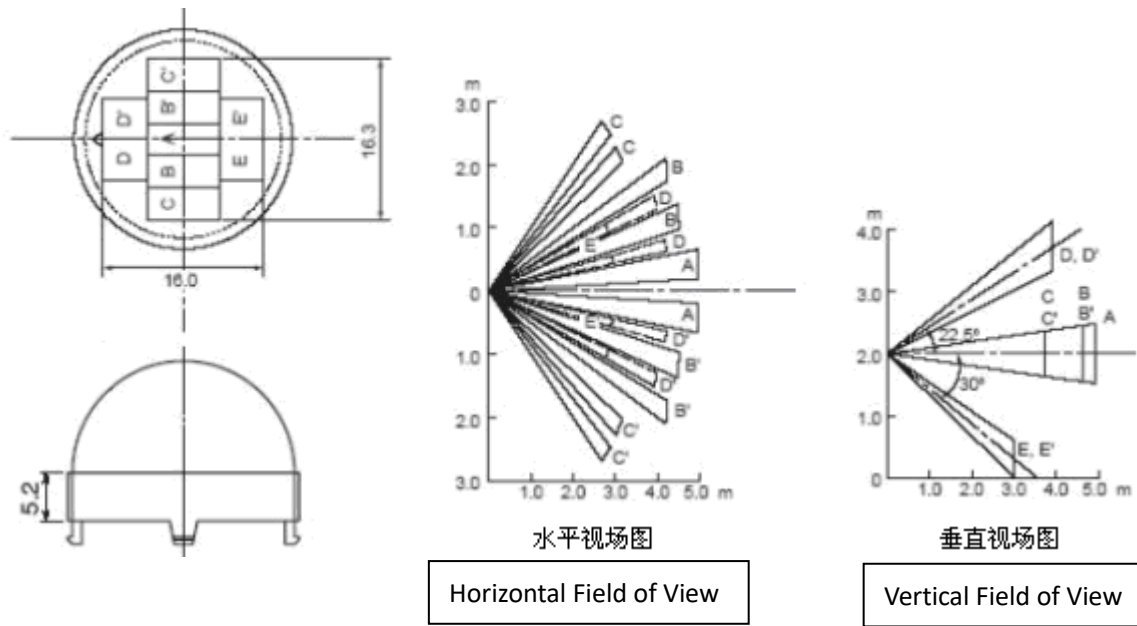 C'
B'
A
B
C
D'
D
E'
E
16.3
16.0
5.2
m
3.0
2.0
1.0
0
1.0
2.0
3.0
1.0
2.0
3.0
4.0
5.0
m
C
C
B
D
B
E
D
A
A
E'
D'
B'
D'
B'
C'
C'
水平视场图
Horizontal Field of View
m
4.0
3.0
2.0
1.0
0
1.0
2.0
3.0
4.0
5.0
m
D, D'
C
C'
B
B'
A
22.5°
30°
E, E'
垂直视场图
Vertical Field of View